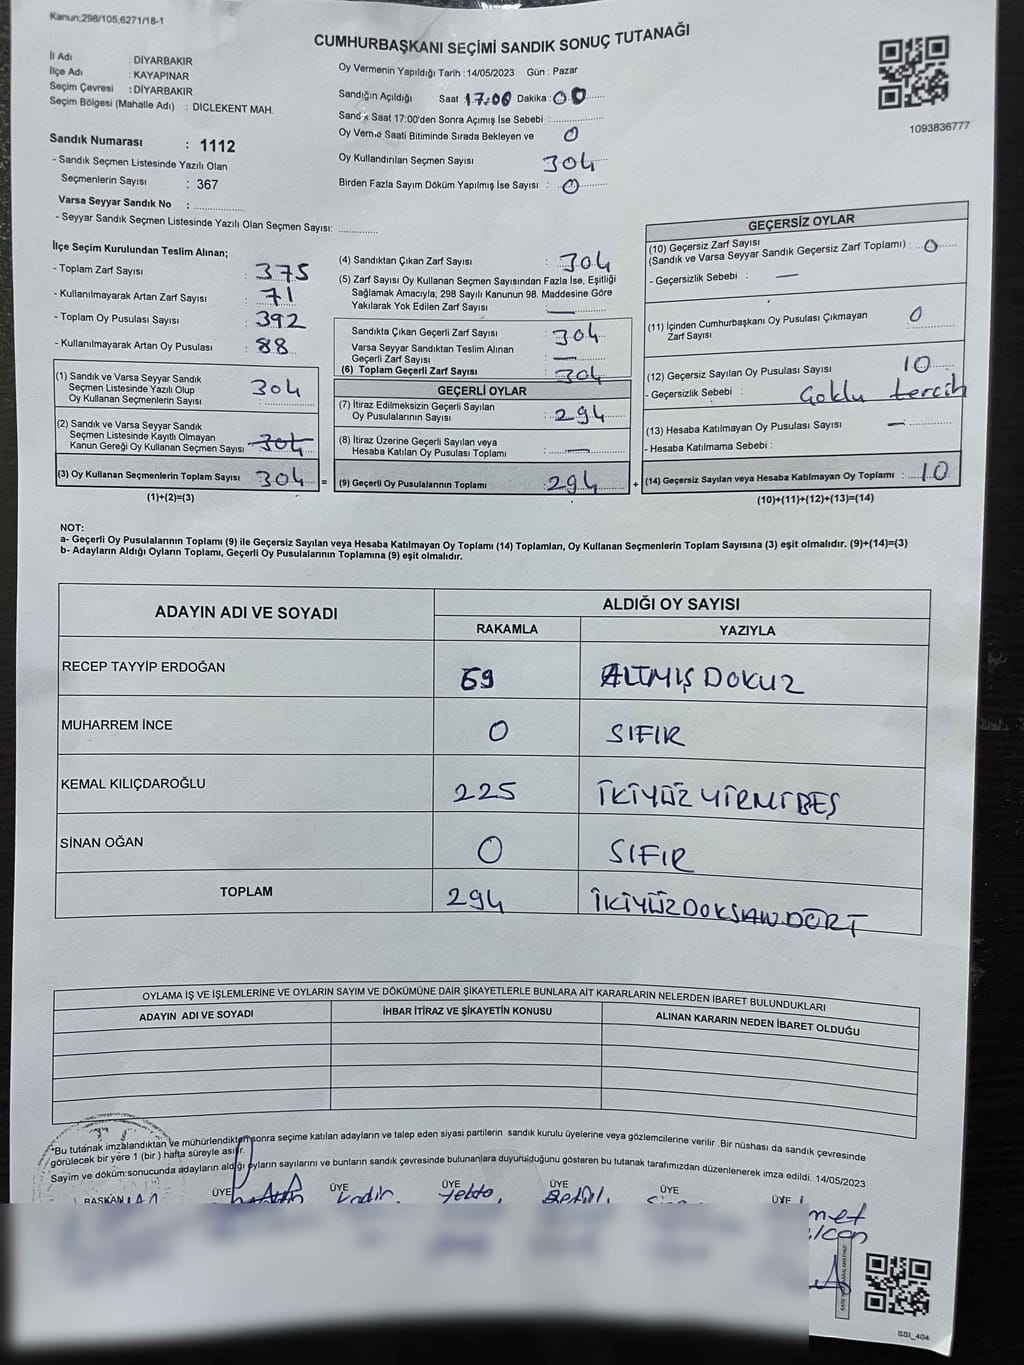 Kanun;298/105,6271/18-1
CUMHURBAŞKANI SEÇİMİ SANDIK SONUÇ TUTANAĞI
İl Adı : DİYARBAKIR
İlçe Adı : KAYAPINAR
Seçim Çevresi : DİYARBAKIR
Seçim Bölgesi (Mahalle Adı) : DİCLEKENT MAH.
Sandık Numarası : 1112
- Sandık Seçmen Listesinde Yazılı Olan
Seçmenlerin Sayısı : 367
Varsa Seyyar Sandık No : ..................
- Seyyar Sandık Seçmen Listesinde Yazılı Olan Seçmen Sayısı: ..............
Oy Vermenin Yapıldığı Tarih : 14/05/2023 Gün : Pazar
Sandığın Açıldığı Saat 17:00 Dakika : 00
Sandık Saat 17:00'den Sonra Açımış İse Sebebi : ..................
Oy Verme Saati Bitiminde Sırada Bekleyen ve 0
Oy Kullandırılan Seçmen Sayısı 304
Birden Fazla Sayım Döküm Yapılmış İse Sayısı : 0
1093836777
İlçe Seçim Kurulundan Teslim Alınan;
- Toplam Zarf Sayısı : 375
- Kullanılmayarak Artan Zarf Sayısı : 71
- Toplam Oy Pusulası Sayısı : 392
- Kullanılmayarak Artan Oy Pusulası : 88
(1) Sandık ve Varsa Seyyar Sandık
Seçmen Listesinde Yazılı Olup
Oy Kullanan Seçmenlerin Sayısı : 304
(2) Sandık ve Varsa Seyyar Sandık
Seçmen Listesinde Kayıtlı Olmayan
Kanun Gereği Oy Kullanan Seçmen Sayısı : 304
(3) Oy Kullanan Seçmenlerin Toplam Sayısı : 304
(1)+(2)=(3)
(4) Sandıktan Çıkan Zarf Sayısı : 304
(5) Zarf Sayısı Oy Kullanan Seçmen Sayısından Fazla İse, Eşitliği
Sağlamak Amacıyla; 298 Sayılı Kanunun 98. Maddesine Göre
Yakılarak Yok Edilen Zarf Sayısı : —
Sandıkta Çıkan Geçerli Zarf Sayısı : 304
Varsa Seyyar Sandıktan Teslim Alınan
Geçerli Zarf Sayısı : —
(6) Toplam Geçerli Zarf Sayısı : 304
GEÇERLİ OYLAR
(7) İtiraz Edilmeksizin Geçerli Sayılan
Oy Pusulalarının Sayısı : 294
(8) İtiraz Üzerine Geçerli Sayılan veya
Hesaba Katılan Oy Pusulası Toplamı : —
= (9) Geçerli Oy Pusulalarının Toplamı : 294
GEÇERSİZ OYLAR
(10) Geçersiz Zarf Sayısı
(Sandık ve Varsa Seyyar Sandık Geçersiz Zarf Toplamı) : 0
- Geçersizlik Sebebi : —
(11) İçinden Cumhurbaşkanı Oy Pusulası Çıkmayan
Zarf Sayısı : 0
(12) Geçersiz Sayılan Oy Pusulası Sayısı : 10
- Geçersizlik Sebebi : Çoklu tercih
(13) Hesaba Katılmayan Oy Pusulası Sayısı : —
- Hesaba Katılmama Sebebi :
+ (14) Geçersiz Sayılan veya Hesaba Katılmayan Oy Toplamı : 10
(10)+(11)+(12)+(13)=(14)
NOT:
a- Geçerli Oy Pusulalarının Toplamı (9) ile Geçersiz Sayılan veya Hesaba Katılmayan Oy Toplamı (14) Toplamları, Oy Kullanan Seçmenlerin Toplam Sayısına (3) eşit olmalıdır. (9)+(14)=(3)
b- Adayların Aldığı Oyların Toplamı, Geçerli Oy Pusulalarının Toplamına (9) eşit olmalıdır.
ADAYIN ADI VE SOYADI ALDIĞI OY SAYISI
RAKAMLA YAZIYLA
RECEP TAYYİP ERDOĞAN 69 ALTMIŞ DOKUZ
MUHARREM İNCE 0 SIFIR
KEMAL KILIÇDAROĞLU 225 İKİYÜZ YİRMİ BEŞ
SİNAN OĞAN 0 SIFIR
TOPLAM 294 İKİYÜZ DOKSAN DÖRT
OYLAMA İŞ VE İŞLEMLERİNE VE OYLARIN SAYIM VE DÖKÜMÜNE DAİR ŞİKAYETLERLE BUNLARA AİT KARARLARIN NELERDEN İBARET BULUNDUKLARI
ADAYIN ADI VE SOYADI İHBAR İTİRAZ VE ŞİKAYETİN KONUSU ALINAN KARARIN NEDEN İBARET OLDUĞU
*Bu tutanak imzalandıktan ve mühürlendikten sonra seçime katılan adayların ve talep eden siyasi partilerin sandık kurulu üyelerine veya gözlemcilerine verilir .Bir nüshası da sandık çevresinde
görülecek bir yere 1 (bir ) hafta süreyle asılır.
Sayim ve döküm sonucunda adayların aldığı oyların sayılarını ve bunların sandık çevresinde bulunanlara duyurulduğunu gösteren bu tutanak tarafımızdan düzenlenerek imza edildi. 14/05/2023
BAŞKAN ÜYE ÜYE ÜYE ÜYE ÜYE ÜYE
Kadir Betül
SSI_404